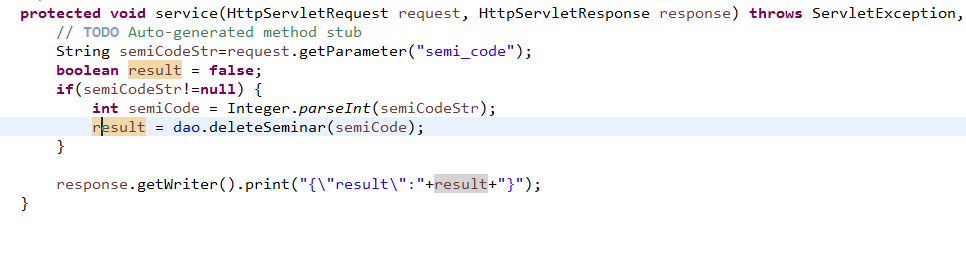 protected void service(HttpServletRequest request, HttpServletResponse response) throws ServletException,
// TODO Auto-generated method stub
String semiCodeStr=request.getParameter("semi_code");
boolean result = false;
if(semiCodeStr!=null) {
int semiCode = Integer.parseInt(semiCodeStr);
result = dao.deleteSeminar(semiCode);
}
response.getWriter().print("{\"result\":"+result+"}");
}